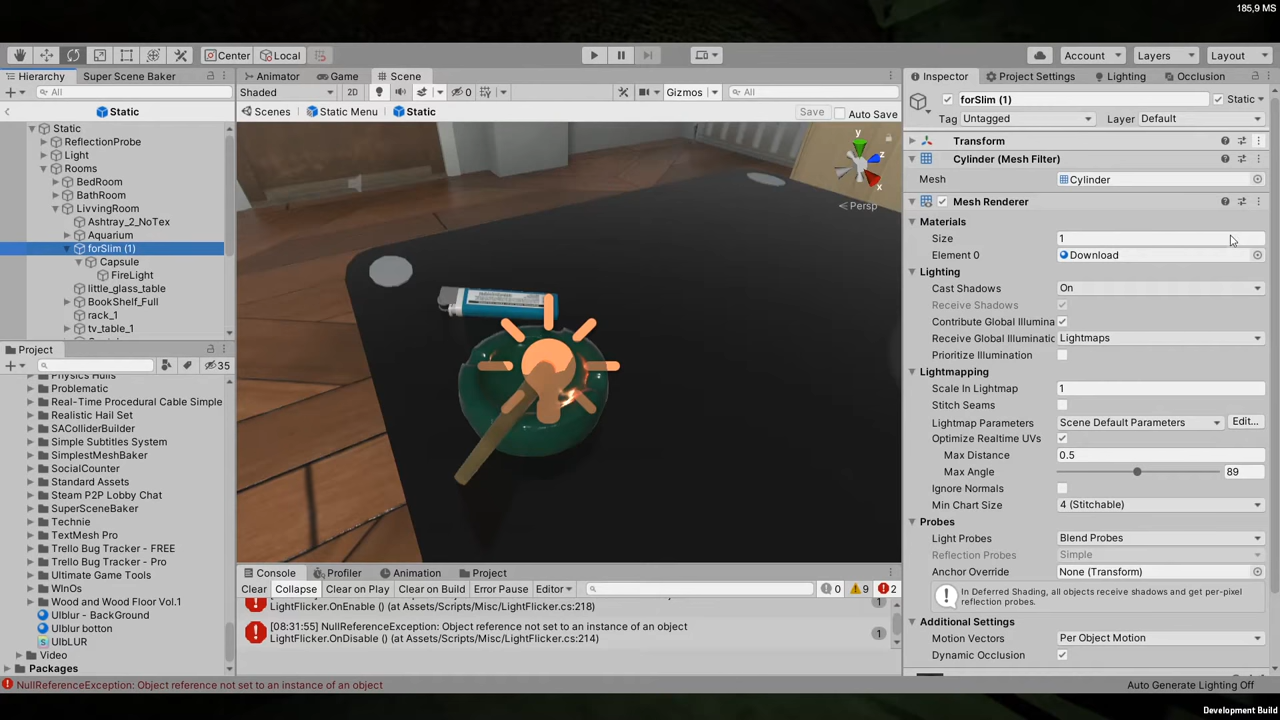 185,9 MS
Center
Local
Account
Layers
Layout
Hierarchy
Super Scene Baker
Animator
Game
Scene
Inspector
Project Settings
Lighting
Occlusion
All
Shaded
2D
0
Gizmos
All
forSlim (1)
Static
Static
Scenes
Static Menu
Static
Save
Auto Save
Tag
Untagged
Layer
Default
Static
ReflectionProbe
Light
Rooms
BedRoom
BathRoom
LivvingRoom
Ashtray_2_NoTex
Aquarium
forSlim (1)
Capsule
FireLight
little_glass_table
BookShelf_Full
rack_1
tv_table_1
y
z
x
Persp
Transform
Cylinder (Mesh Filter)
Mesh
Cylinder
Mesh Renderer
Materials
Size
1
Element 0
Download
Lighting
Cast Shadows
On
Receive Shadows
Contribute Global Illumina
Receive Global Illuminatic
Lightmaps
Prioritize Illumination
Lightmapping
Scale In Lightmap
1
Stitch Seams
Lightmap Parameters
Scene Default Parameters
Edit...
Optimize Realtime UVs
Max Distance
0.5
Max Angle
89
Ignore Normals
Min Chart Size
4 (Stitchable)
Probes
Light Probes
Blend Probes
Reflection Probes
Simple
Anchor Override
None (Transform)
In Deferred Shading, all objects receive shadows and get per-pixel
reflection probes.
Additional Settings
Motion Vectors
Per Object Motion
Dynamic Occlusion
Project
35
Physics Hulls
Problematic
Real-Time Procedural Cable Simple
Realistic Hail Set
SAColliderBuilder
Simple Subtitles System
SimplestMeshBaker
SocialCounter
Standard Assets
Steam P2P Lobby Chat
SuperSceneBaker
Technie
TextMesh Pro
Trello Bug Tracker - FREE
Trello Bug Tracker - Pro
Ultimate Game Tools
WInOs
Wood and Wood Floor Vol.1
UIblur - BackGround
UIblur botton
UIbLUR
Video
Packages
Console
Profiler
Animation
Project
Clear
Collapse
Clear on Play
Clear on Build
Error Pause
Editor
0
9
2
LightFlicker.OnEnable () (at Assets/Scripts/Misc/LightFlicker.cs:218)
1
[08:31:55] NullReferenceException: Object reference not set to an instance of an object
LightFlicker.OnDisable () (at Assets/Scripts/Misc/LightFlicker.cs:214)
1
NullReferenceException: Object reference not set to an instance of an object
Auto Generate Lighting Off
Development Build